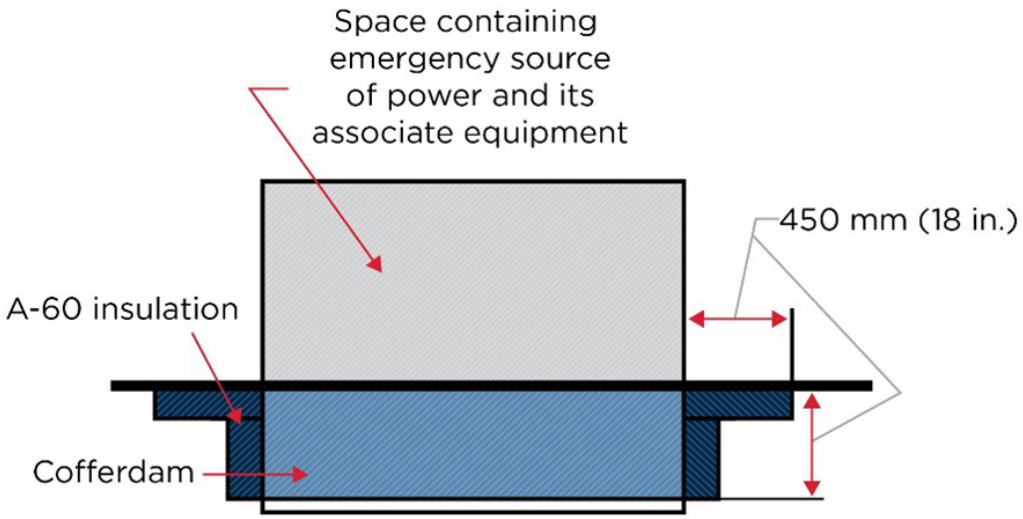 Space containing
emergency source
of power and its
associate equipment
450 mm (18 in.)
A-60 insulation
Cofferdam